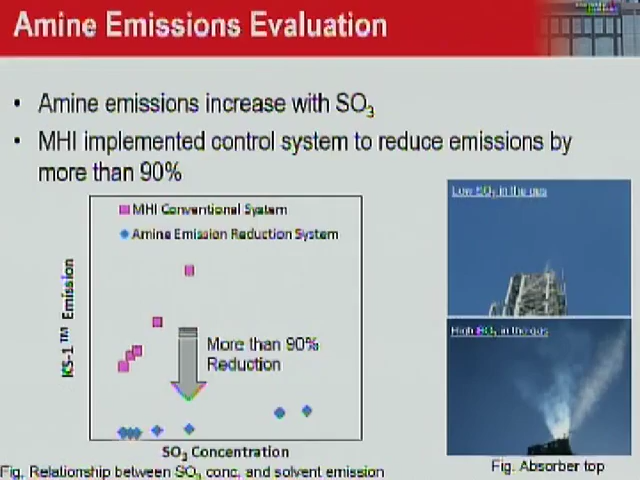 Amine Emissions Evaluation
• Amine emissions increase with SO3
• MHI implemented control system to reduce emissions by
more than 90%
MHI Conventional System
Amine Emission Reduction System
KS-1™ Emission
More than 90%
Reduction
SO3 Concentration
Fig. Relationship between SO3 conc. and solvent emission
Low SO3 in the gas
High SO3 in the gas
Fig. Absorber top